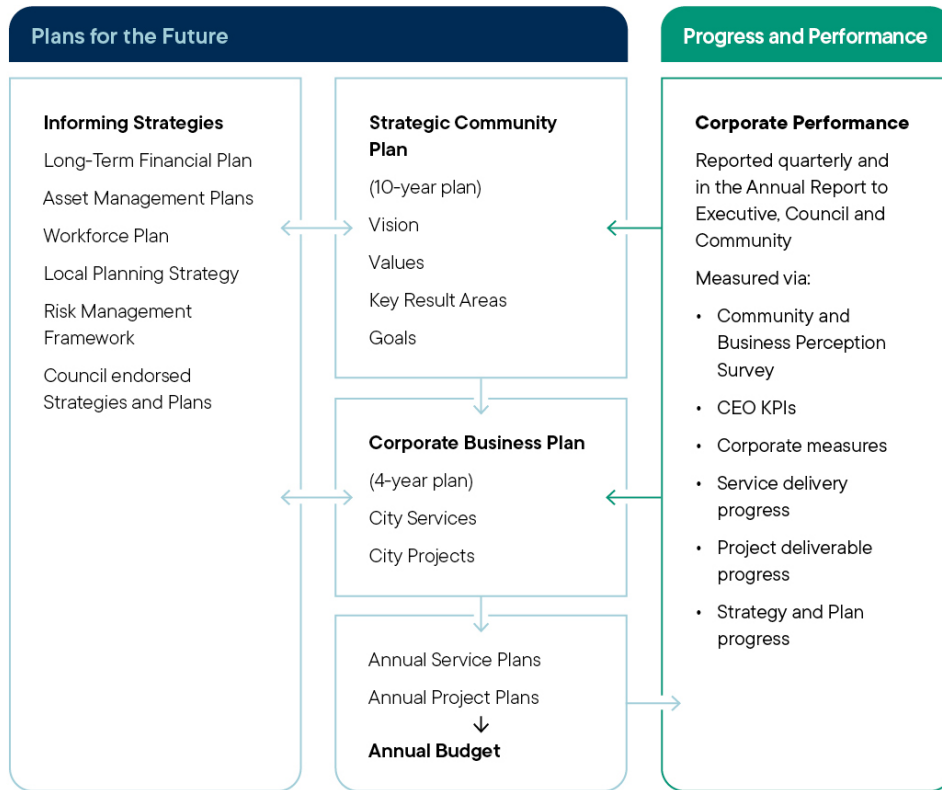 Plans for the Future
Informing Strategies
Long-Term Financial Plan
Asset Management Plans
Workforce Plan
Local Planning Strategy
Risk Management
Framework
Council endorsed
Strategies and Plans
Strategic Community
Plan
(10-year plan)
Vision
Values
Key Result Areas
Goals
Corporate Business Plan
(4-year plan)
City Services
City Projects
Annual Service Plans
Annual Project Plans
Annual Budget
Progress and Performance
Corporate Performance
Reported quarterly and
in the Annual Report to
Executive, Council and
Community
Measured via:
• Community and
Business Perception
Survey
• CEO KPIs
• Corporate measures
• Service delivery
progress
• Project deliverable
progress
• Strategy and Plan
progress